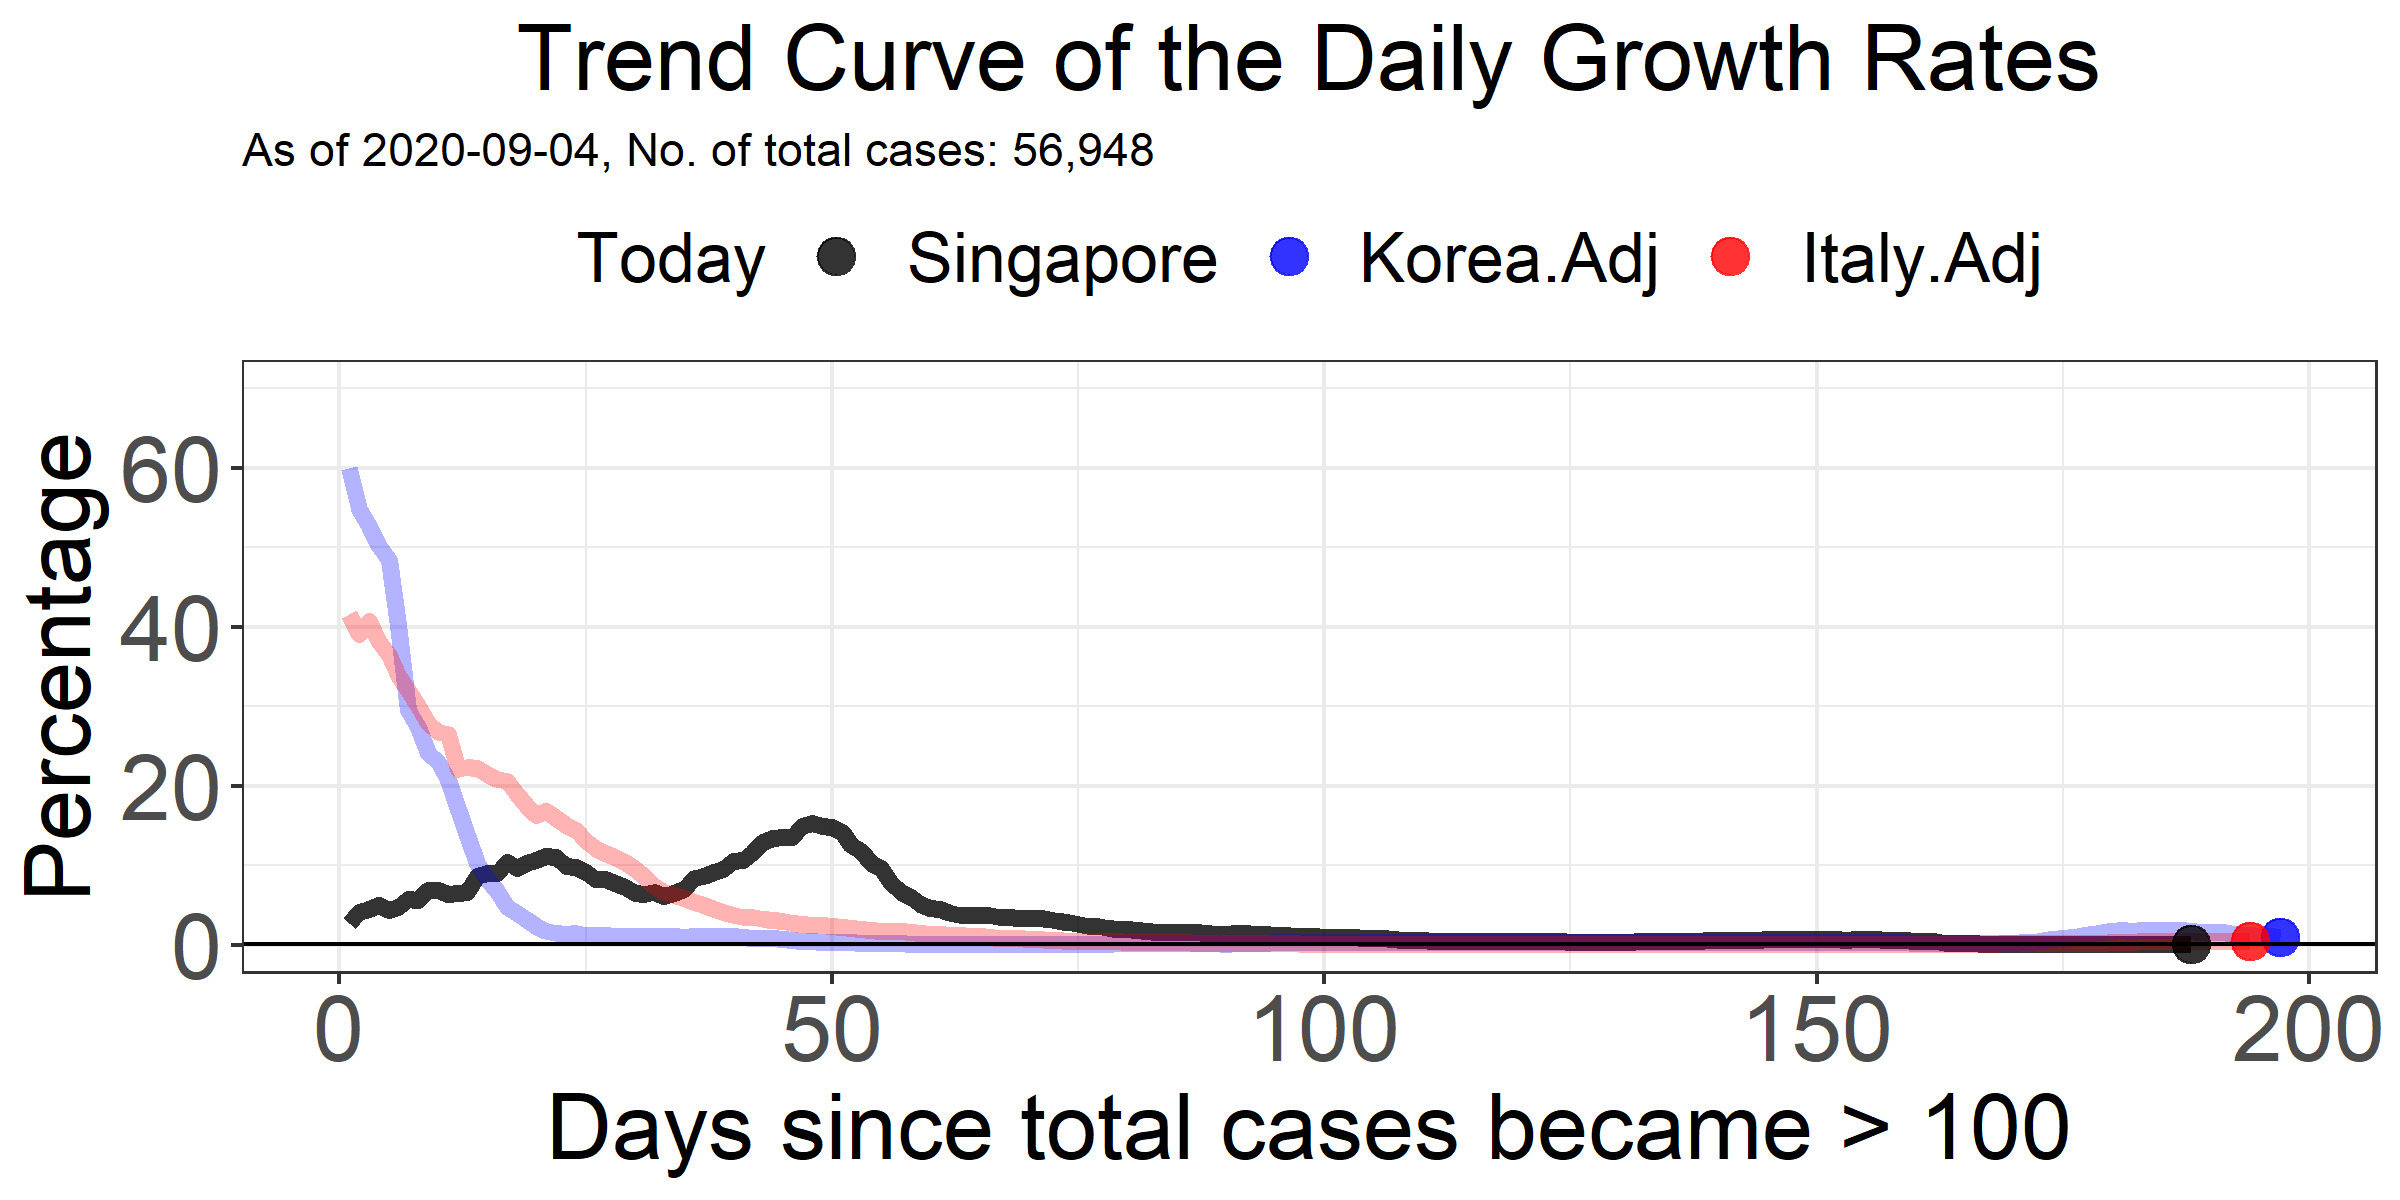 Trend Curve of the Daily Growth Rates
As of 2020-09-04, No. of total cases: 56,948
Today Singapore Korea.Adj Italy.Adj
Percentage
60
40
20
0
0 50 100 150 200
Days since total cases became > 100